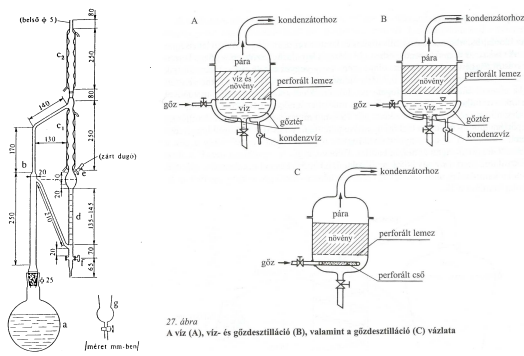 (belső ϕ 5)
80
250
c₂
140
80
c₁
130
250
170
b
(zárt dugó)
e
20
20
20
210
250
d
135-145
20
70
f
65
ϕ 25
a
g
/méret mm-ben/
A
kondenzátorhoz
pára
víz és
növény
perforált lemez
gőz
víz
gőztér
kondenzvíz
B
kondenzátorhoz
pára
növény
perforált lemez
gőz
víz
gőztér
kondenzvíz
C
kondenzátorhoz
pára
növény
perforált lemez
gőz
perforált cső
27. ábra
A víz (A), víz- és gőzdesztilláció (B), valamint a gőzdesztilláció (C) vázlata